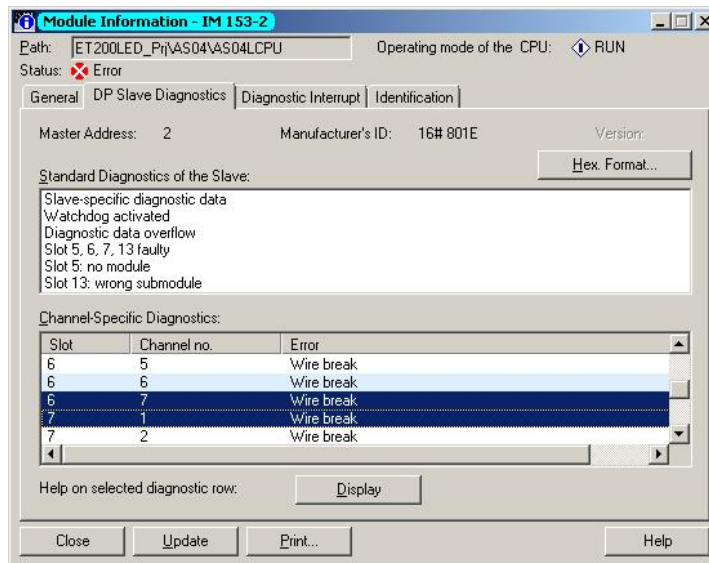 Module Information - IM 153-2
Path: ET200LED_Prj\AS04\AS04LCPU Operating mode of the CPU: RUN
Status: Error
General DP Slave Diagnostics Diagnostic Interrupt Identification
Master Address: 2 Manufacturer's ID: 16# 801E Version:
Hex. Format...
Standard Diagnostics of the Slave:
Slave-specific diagnostic data
Watchdog activated
Diagnostic data overflow
Slot 5, 6, 7, 13 faulty
Slot 5: no module
Slot 13: wrong submodule
Channel-Specific Diagnostics:
Slot Channel no. Error
6 5 Wire break
6 6 Wire break
6 7 Wire break
7 1 Wire break
7 2 Wire break
Help on selected diagnostic row: Display
Close Update Print... Help